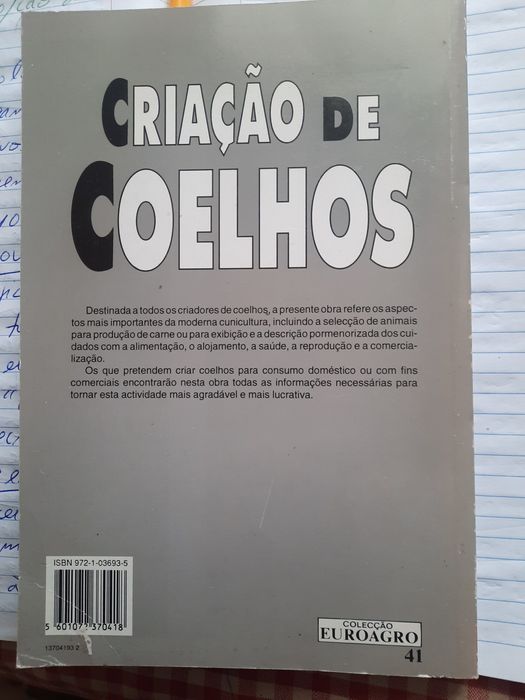 CRIAÇÃO DE
COELHOS
Destinada a todos os criadores de coelhos, a presente obra refere os aspec-
tos mais importantes da moderna cunicultura, incluindo a selecção de animais
para produção de carne ou para exibição e a descrição pormenorizada dos cui-
dados com a alimentação, o alojamento, a saúde, a reprodução e a comercia-
lização.
Os que pretendem criar coelhos para consumo doméstico ou com fins
comerciais encontrarão nesta obra todas as informações necessárias para
tornar esta actividade mais agradável e mais lucrativa.
ISBN 972-1-03693-5
13704193 2
COLECÇÃO
EUROAGRO
41